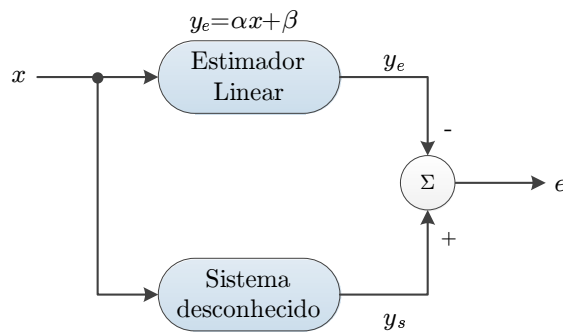 yₑ=αx+β
Estimador
Linear
x
yₑ
-
Σ
e
+
Sistema
desconhecido
yₛ